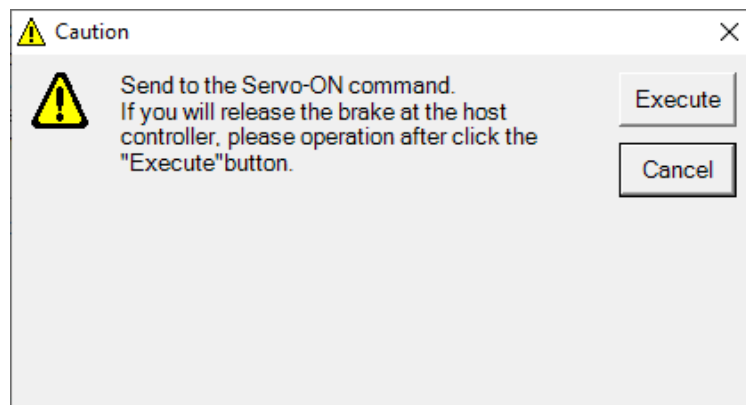 Caution
Send to the Servo-ON command.
If you will release the brake at the host
controller, please operation after click the
"Execute"button.
Execute
Cancel